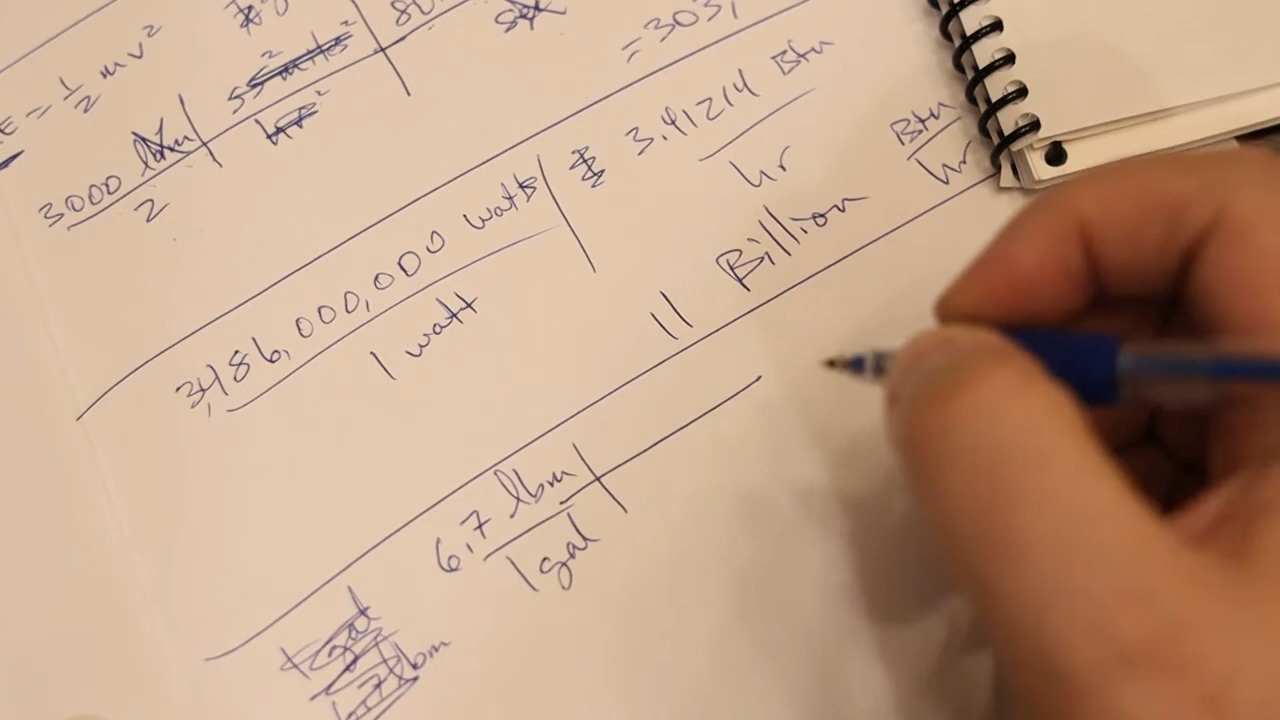 = 1/2 mv²
80
= 303,
3000 lbm
2
3,486,000,000 watts
3.41214 Btu
1 watt
hr
11 Billion Btu
hr
6.7 lbm
1 gal